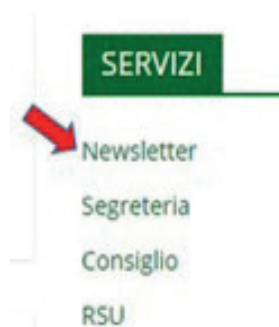 SERVIZI
Newsletter
Segreteria
Consiglio
RSU